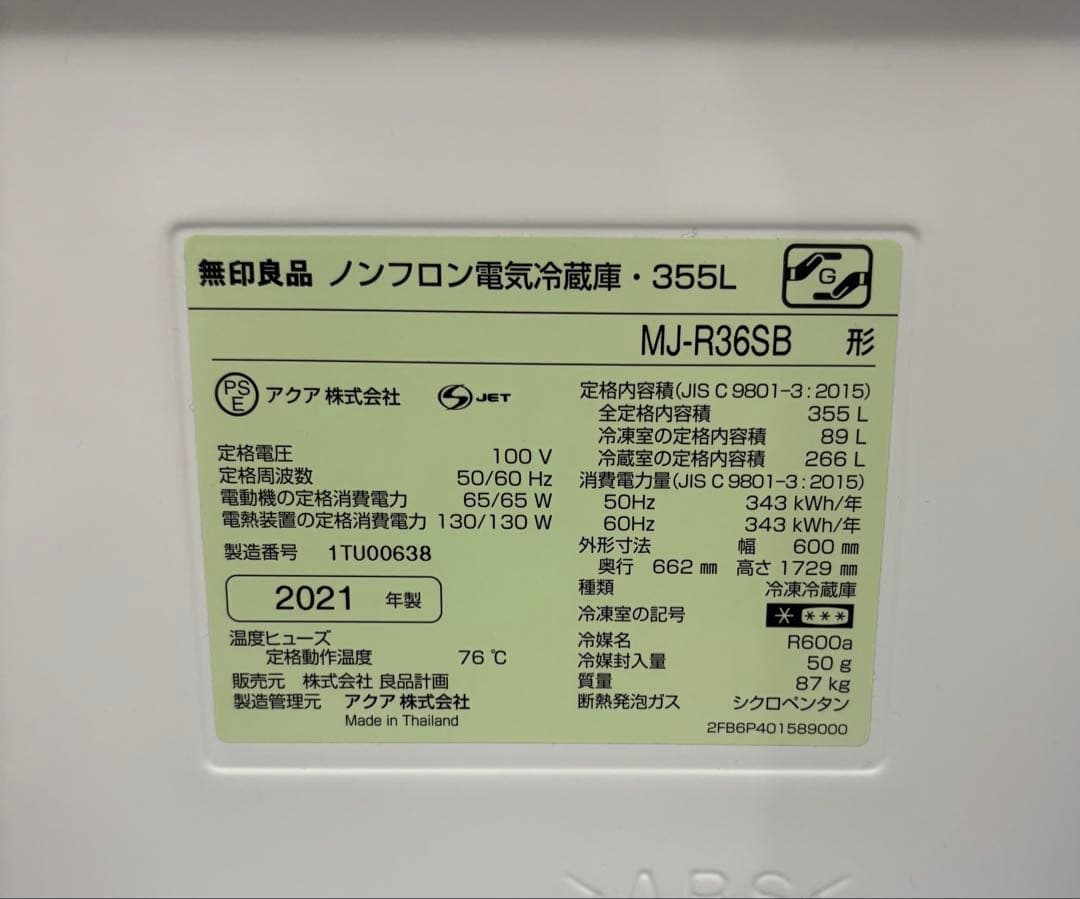 無印良品 ノンフロン電気冷蔵庫・355L
G
MJ-R36SB 形
PS
E
アクア 株式会社
S JET
定格電圧 100 V
定格周波数 50/60 Hz
電動機の定格消費電力 65/65 W
電熱装置の定格消費電力 130/130 W
製造番号 1TU00638
2021 年製
温度ヒューズ
定格動作温度 76 ℃
販売元 株式会社 良品計画
製造管理元 アクア 株式会社
Made in Thailand
定格内容積(JIS C 9801-3:2015)
全定格内容積 355 L
冷凍室の定格内容積 89 L
冷蔵室の定格内容積 266 L
消費電力量(JIS C 9801-3:2015)
50Hz 343 kWh/年
60Hz 343 kWh/年
外形寸法 幅 600 ㎜
奥行 662 ㎜ 高さ 1729 ㎜
種類 冷凍冷蔵庫
冷凍室の記号 * ***
冷媒名 R600a
冷媒封入量 50 g
質量 87 kg
断熱発泡ガス シクロペンタン
2FB6P401589000
>ABS<